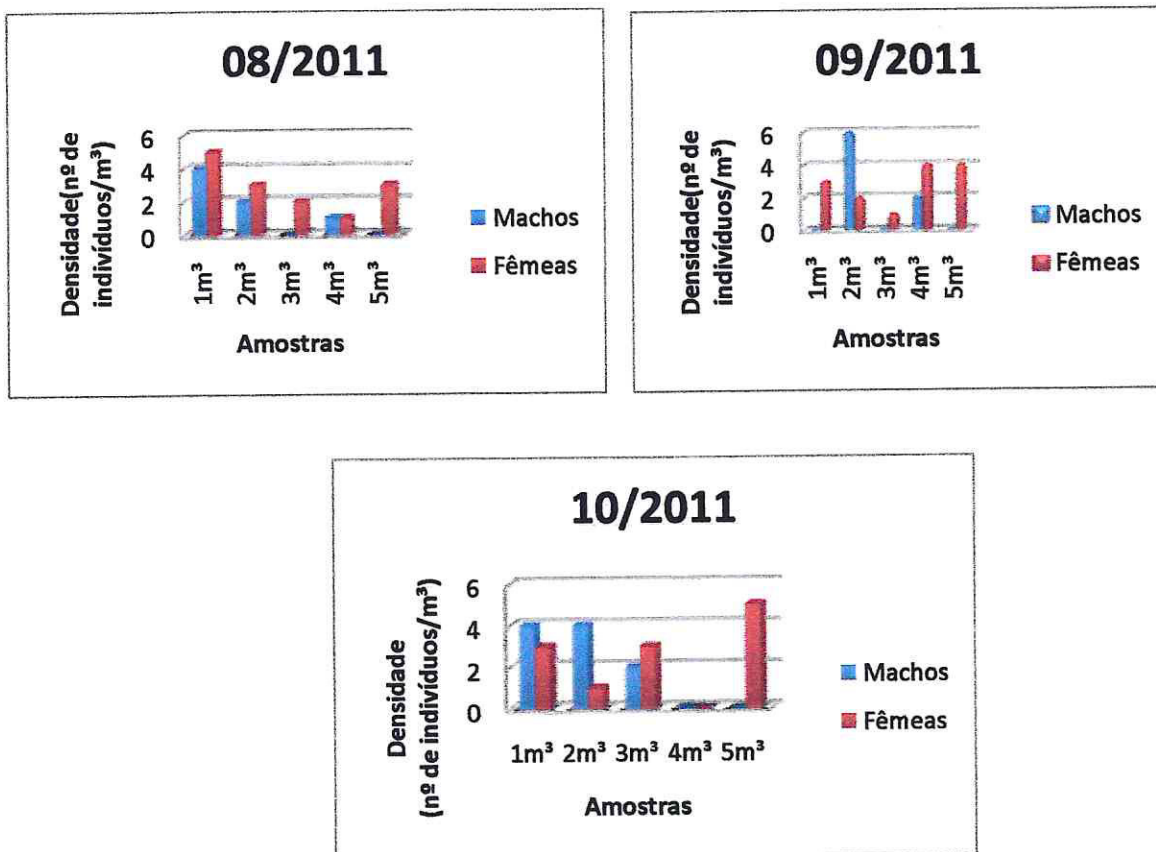 08/2011
Densidade(nº de
indivíduos/m³)
6
4
2
0
1m³
2m³
3m³
4m³
5m³
Amostras
Machos
Fêmeas
09/2011
Densidade(nº de
indivíduos/m³)
6
4
2
0
1m³
2m³
3m³
4m³
5m³
Amostras
Machos
Fêmeas
10/2011
Densidade
(nº de indivíduos/m³)
6
4
2
0
1m³ 2m³ 3m³ 4m³ 5m³
Amostras
Machos
Fêmeas